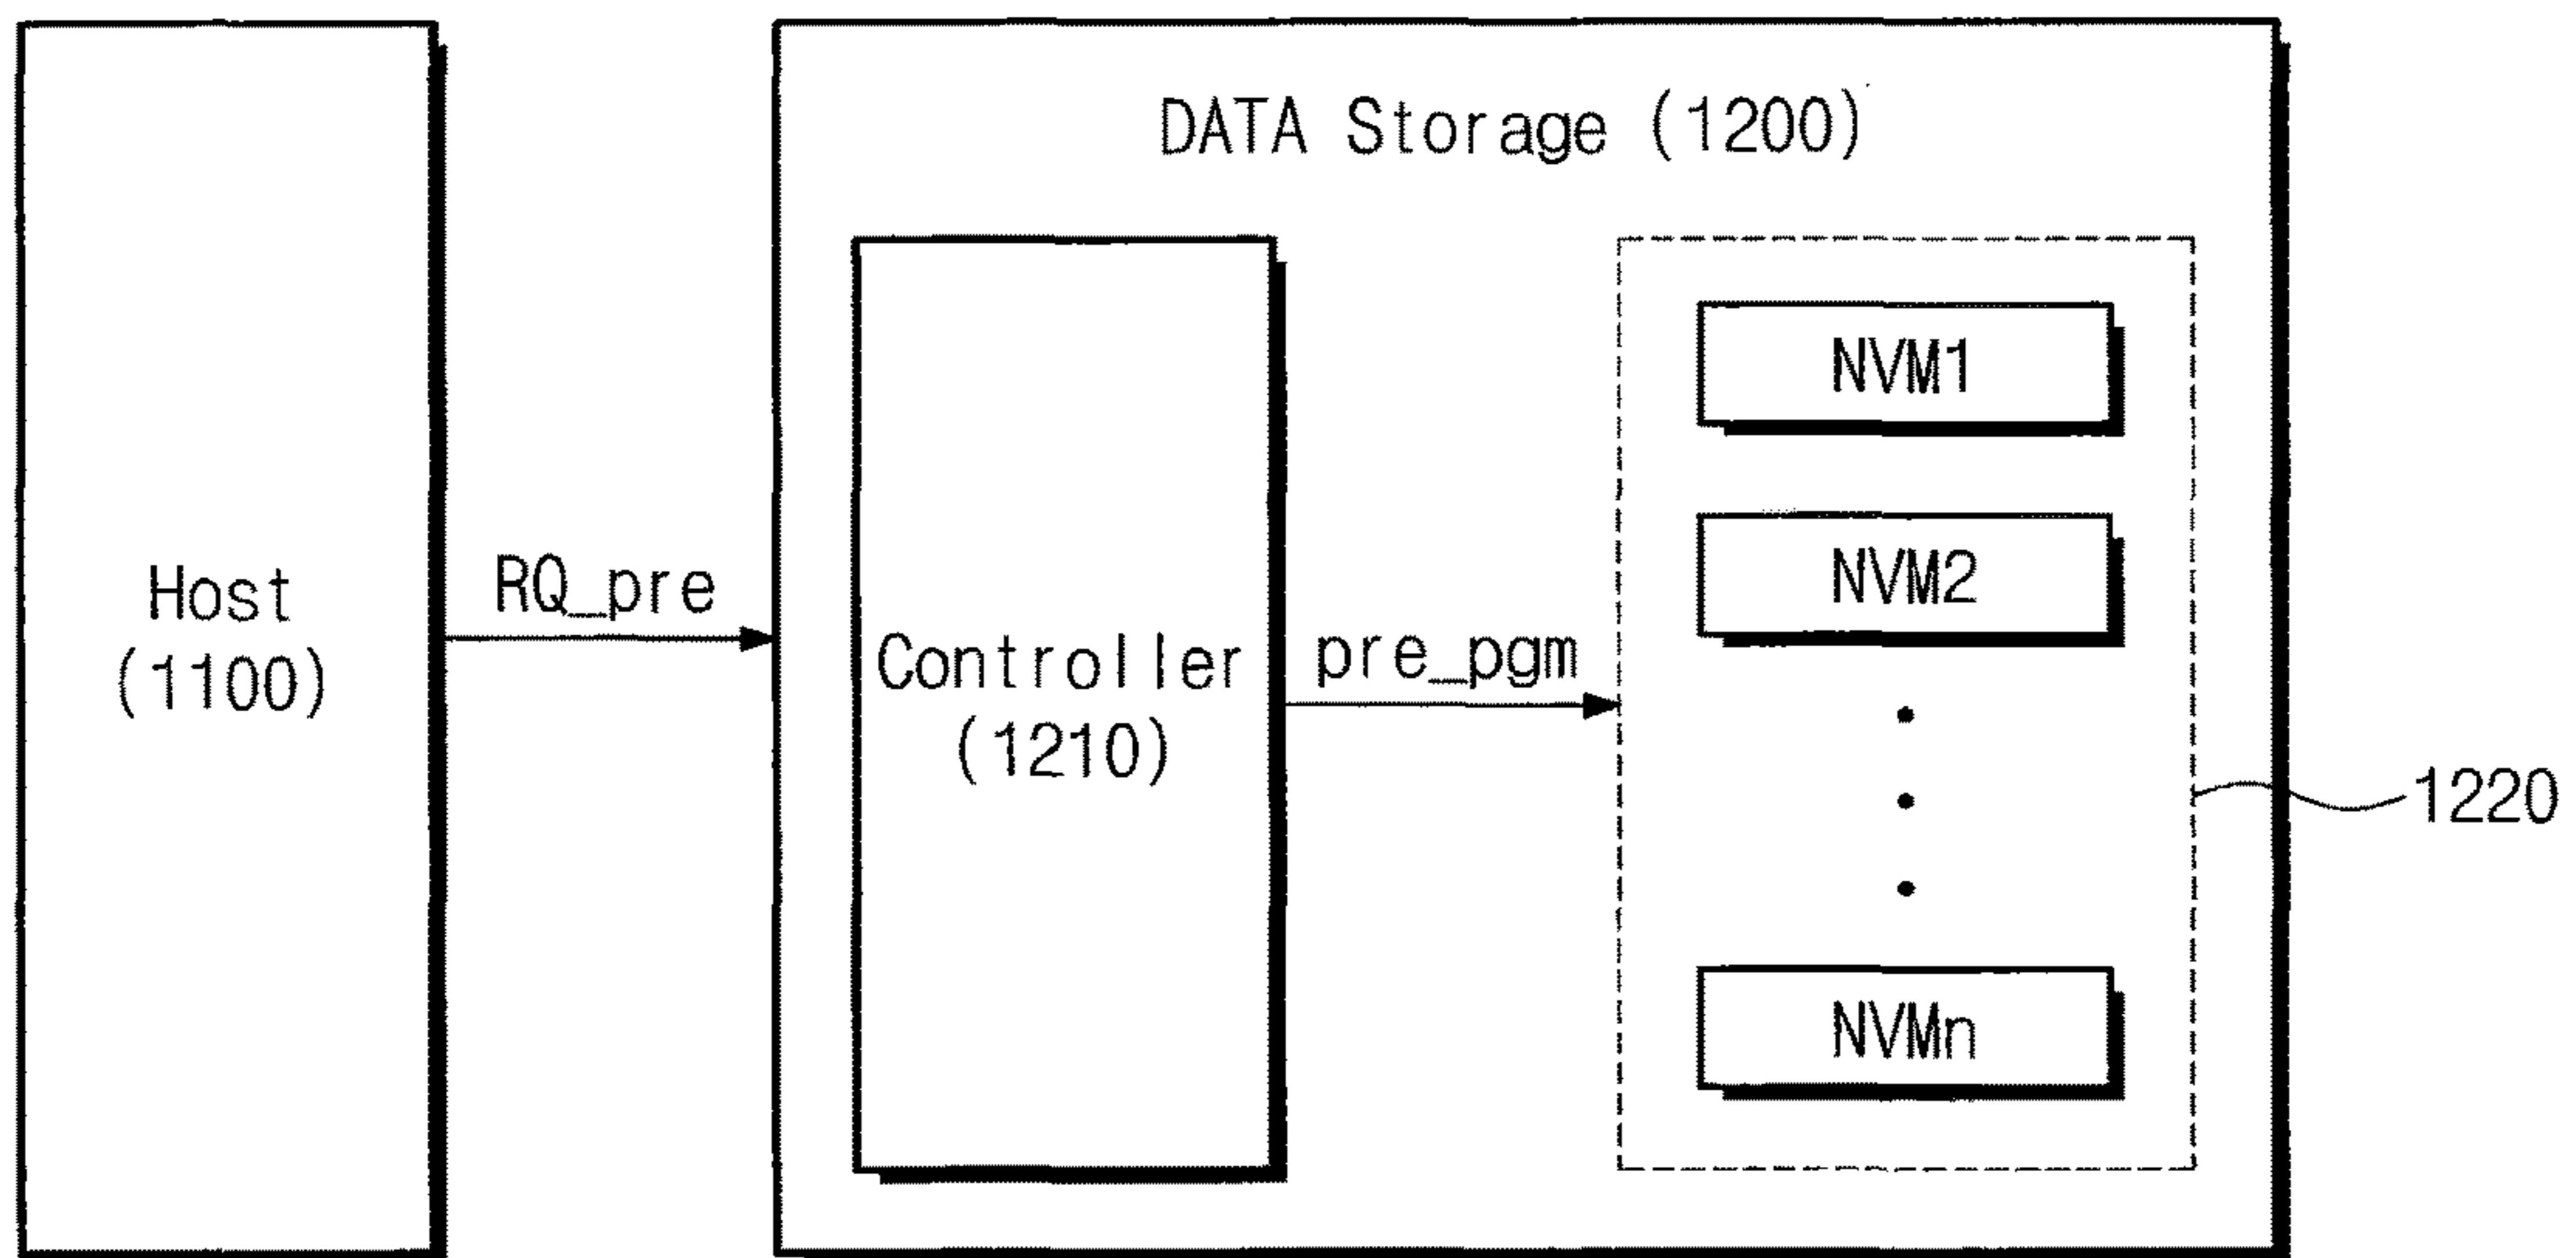 DATA Storage (1200)
Host
(1100)
RQ_pre
Controller
(1210)
pre_pgm
NVM1
NVM2
NVMn
1220